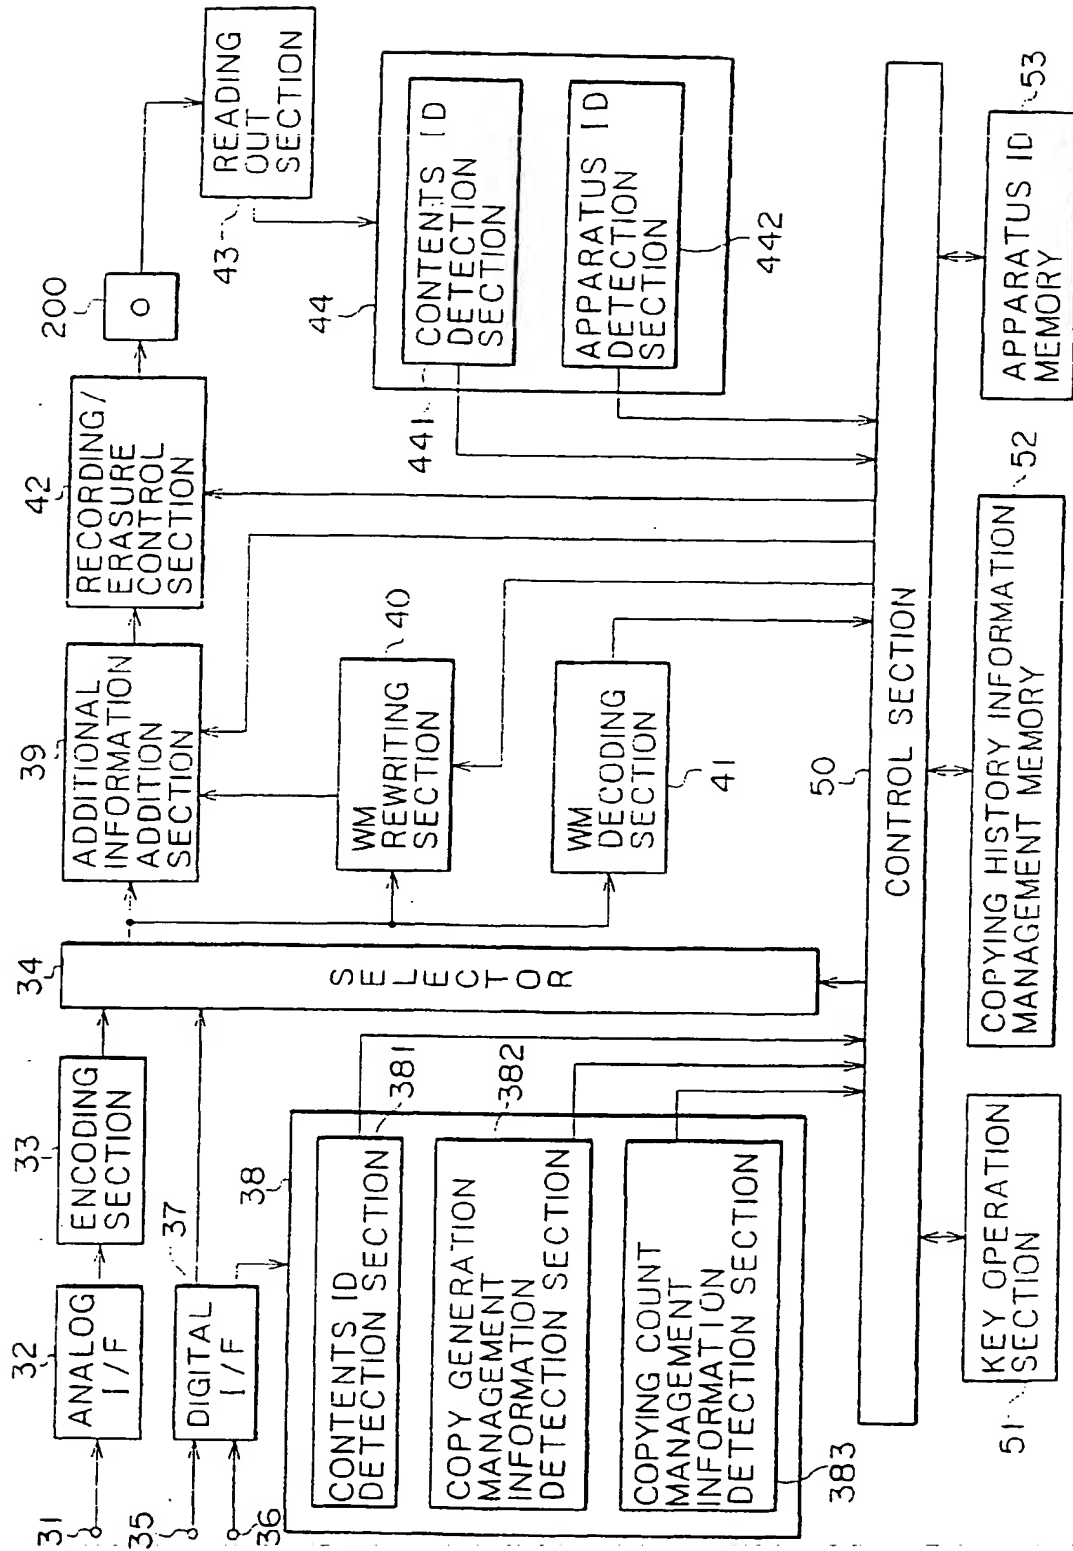 31
32
ANALOG
I/F
33
ENCODING
SECTION
34
SELECTOR
35
36
DIGITAL
I/F
37
38
CONTENTS ID
DETECTION SECTION
381
COPY GENERATION
MANAGEMENT
INFORMATION
DETECTION SECTION
382
COPYING COUNT
MANAGEMENT
INFORMATION
DETECTION SECTION
383
39
ADDITIONAL
INFORMATION
ADDITION
SECTION
WM
REWRITING
SECTION
40
WM
DECODING
SECTION
41
42
RECORDING/
ERASURE
CONTROL
SECTION
200
READING
OUT
SECTION
43
44
CONTENTS ID
DETECTION
SECTION
441
APPARATUS ID
DETECTION
SECTION
442
50
CONTROL SECTION
KEY OPERATION
SECTION
51
COPYING HISTORY INFORMATION
MANAGEMENT MEMORY
52
APPARATUS ID
MEMORY
53